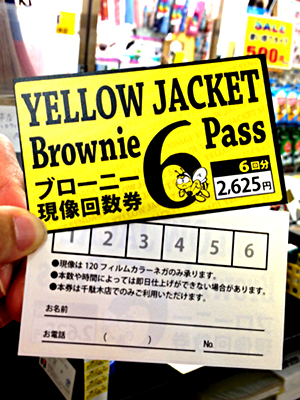 YELLOW JACKET
Brownie 6 Pass
ブローニー
現像回数券
6回分
2,625円
1 2 3 4 5 6
●現像は120フィルムカラーネガのみ承ります。
●本数や時間によっては即日仕上げができない場合があります。
●本券は千駄木店でのみご利用いただけます。
お名前
お電話 ( ) No.